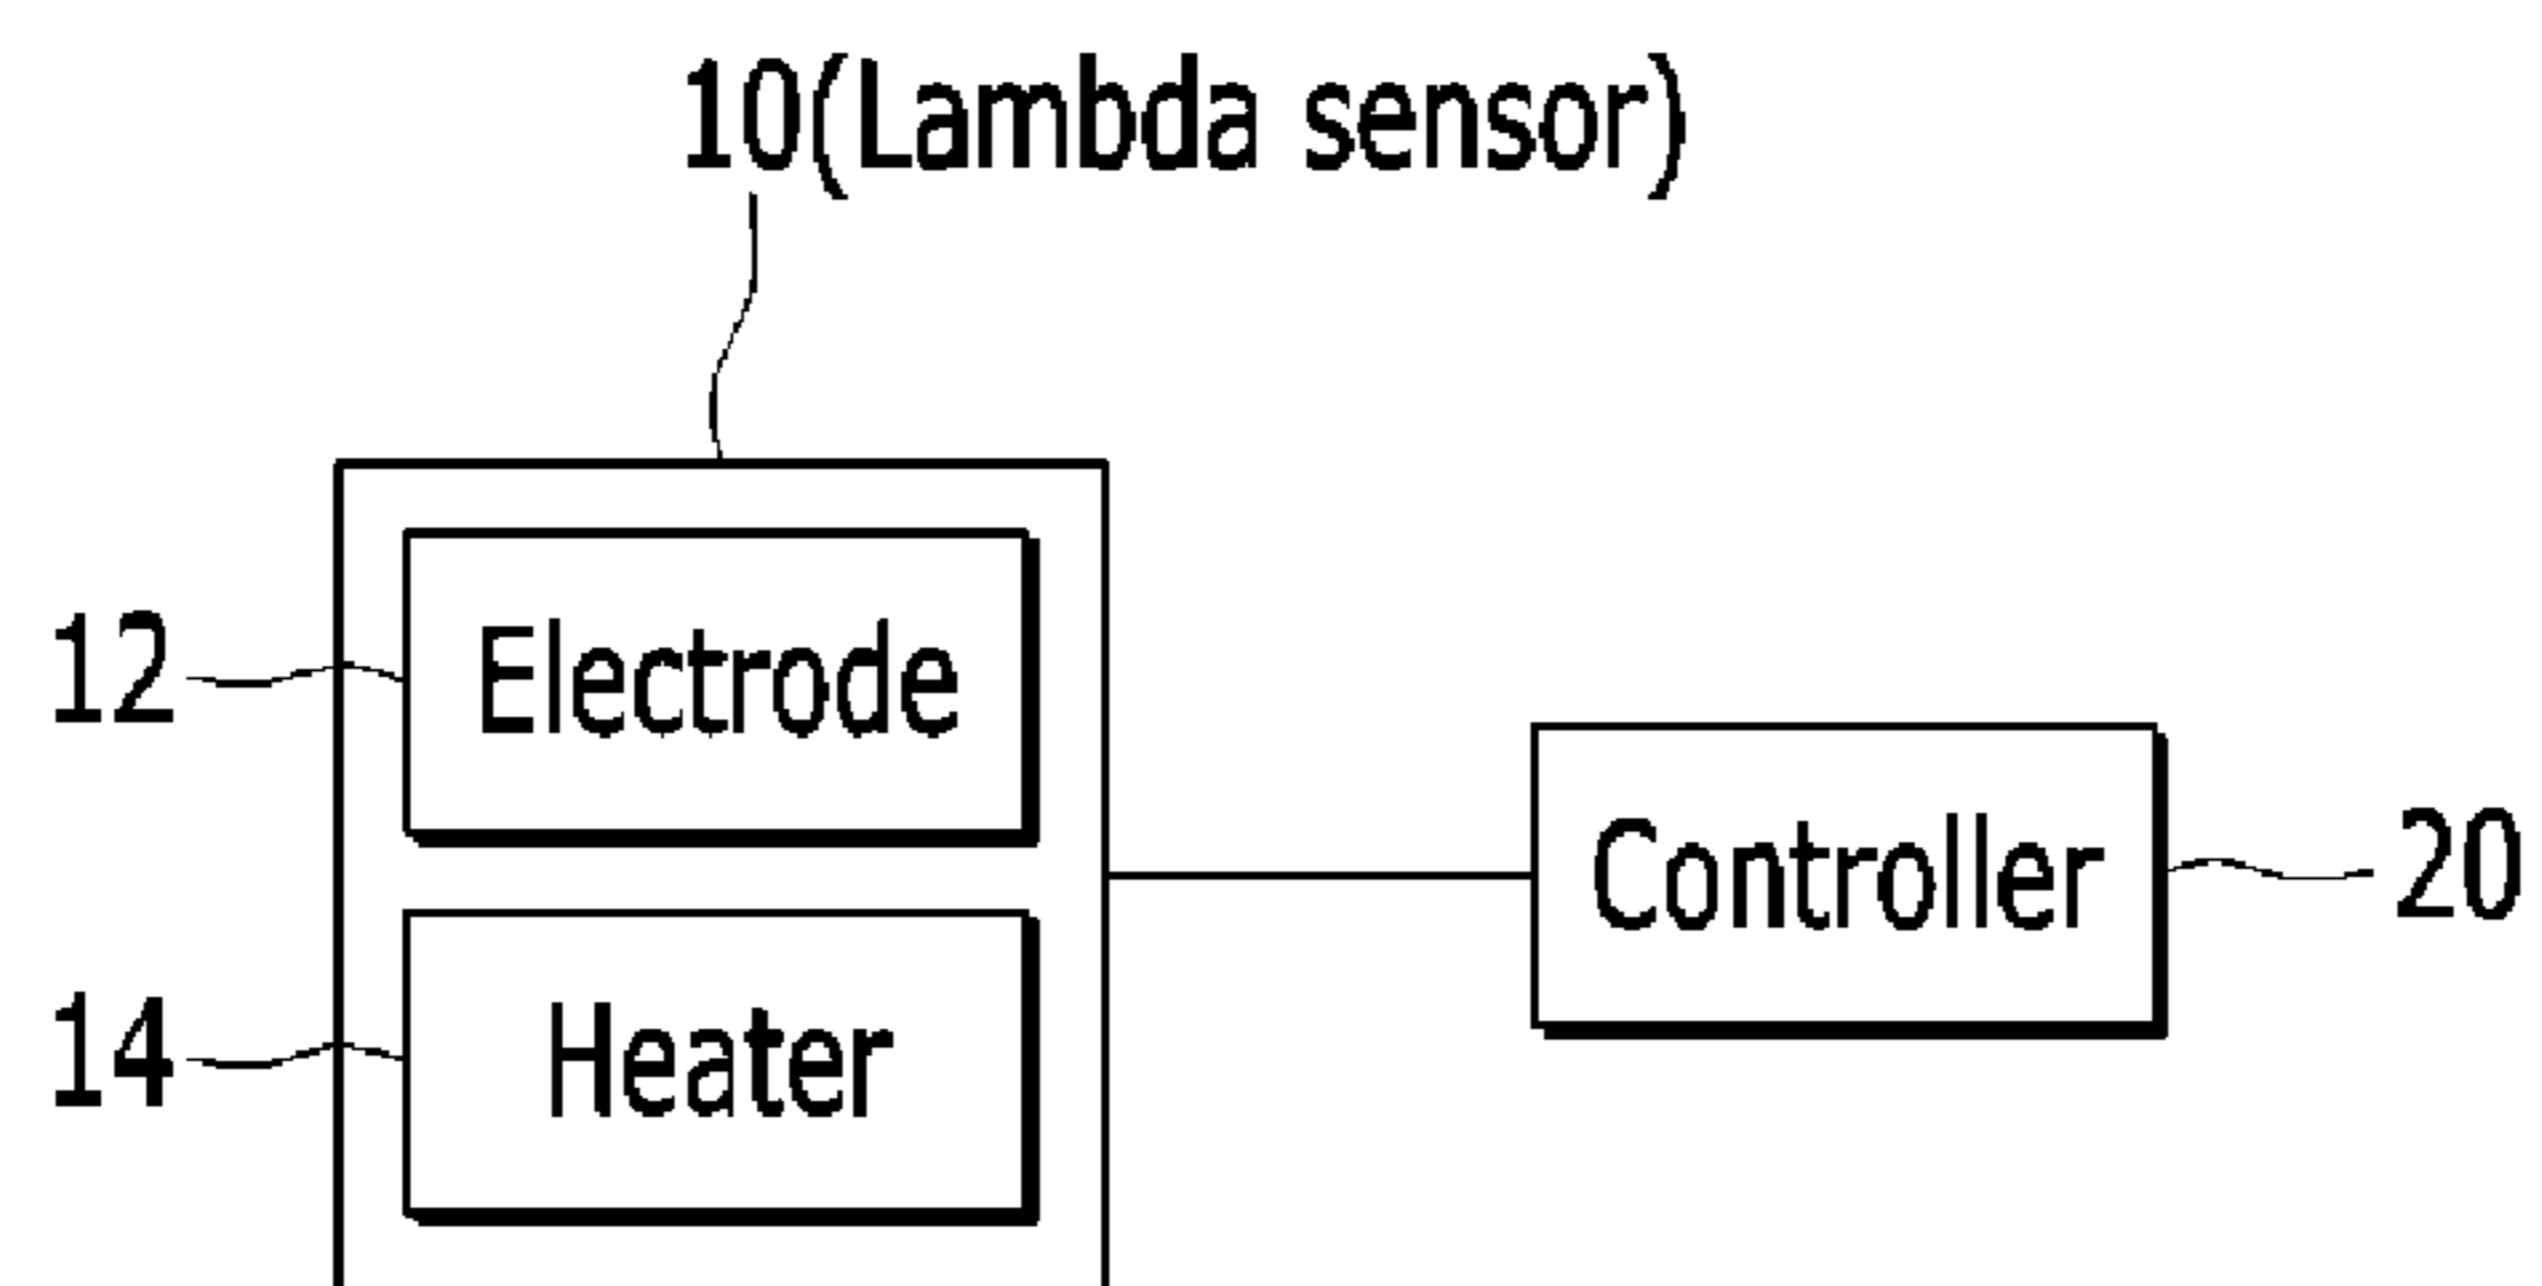 10(Lambda sensor)
12
Electrode
14
Heater
Controller
20